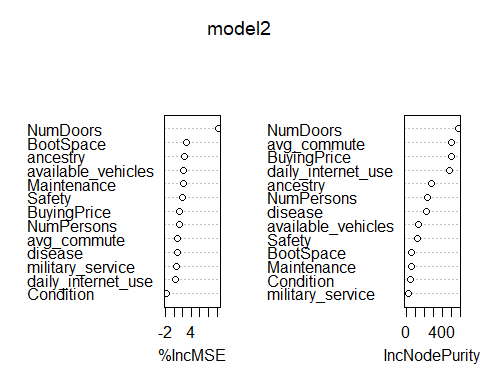 model2
NumDoors
BootSpace
ancestry
available_vehicles
Maintenance
Safety
BuyingPrice
NumPersons
avg_commute
disease
military_service
daily_internet_use
Condition
-2 4
%IncMSE
NumDoors
avg_commute
BuyingPrice
daily_internet_use
ancestry
NumPersons
disease
available_vehicles
Safety
BootSpace
Maintenance
Condition
military_service
0 400
IncNodePurity